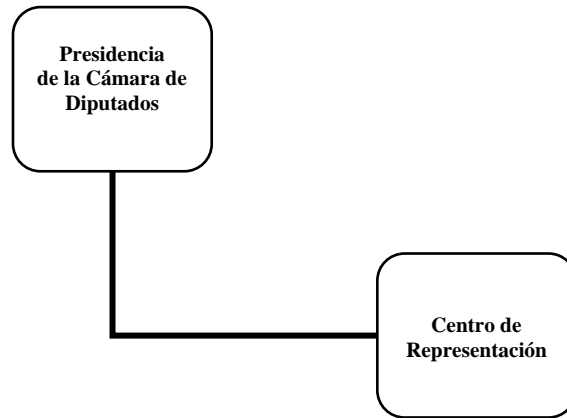 Presidencia
de la Cámara de
Diputados
Centro de
Representación